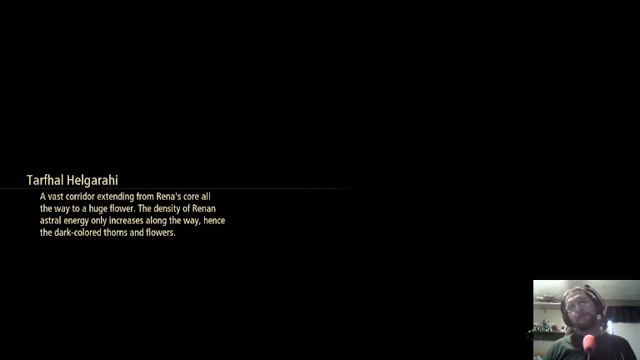 Tarfhal Helgarahi
A vast corridor extending from Rena's core all
the way to a huge flower. The density of Renan
astral energy only increases along the way, hence
the dark-colored thorns and flowers.